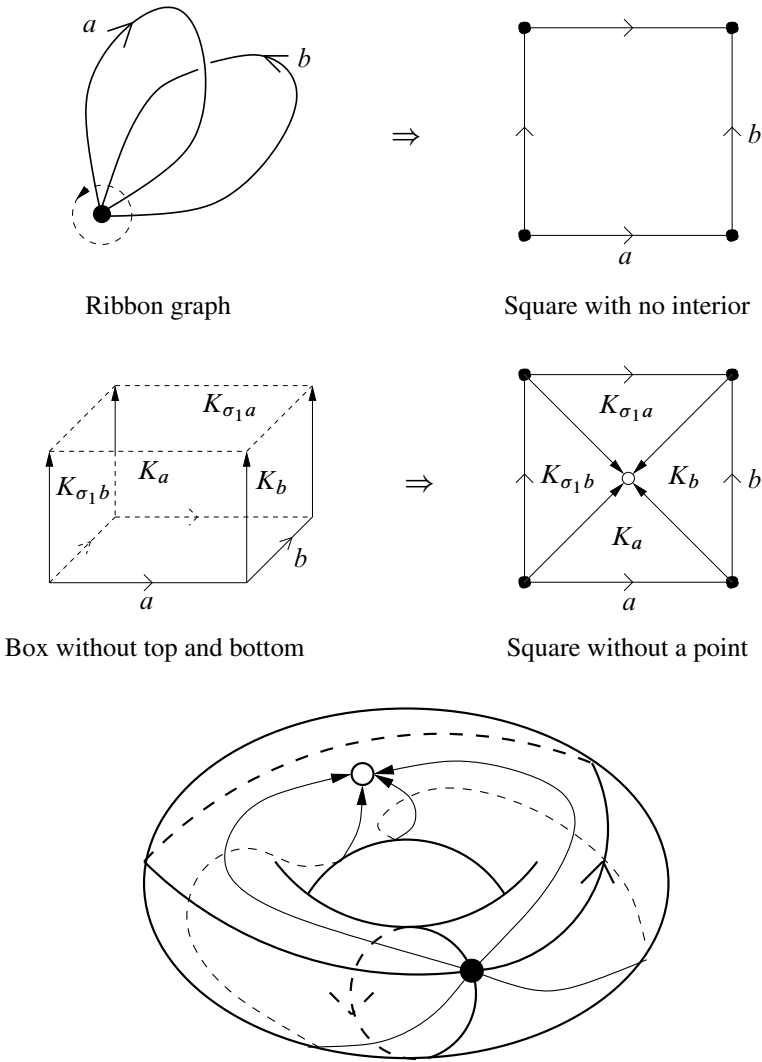 a
b
⇒
b
a
Ribbon graph
Square with no interior
K_{σ_1 a}
K_{σ_1 b}
K_a
K_b
b
a
⇒
K_{σ_1 a}
K_{σ_1 b}
K_b
b
K_a
a
Box without top and bottom
Square without a point